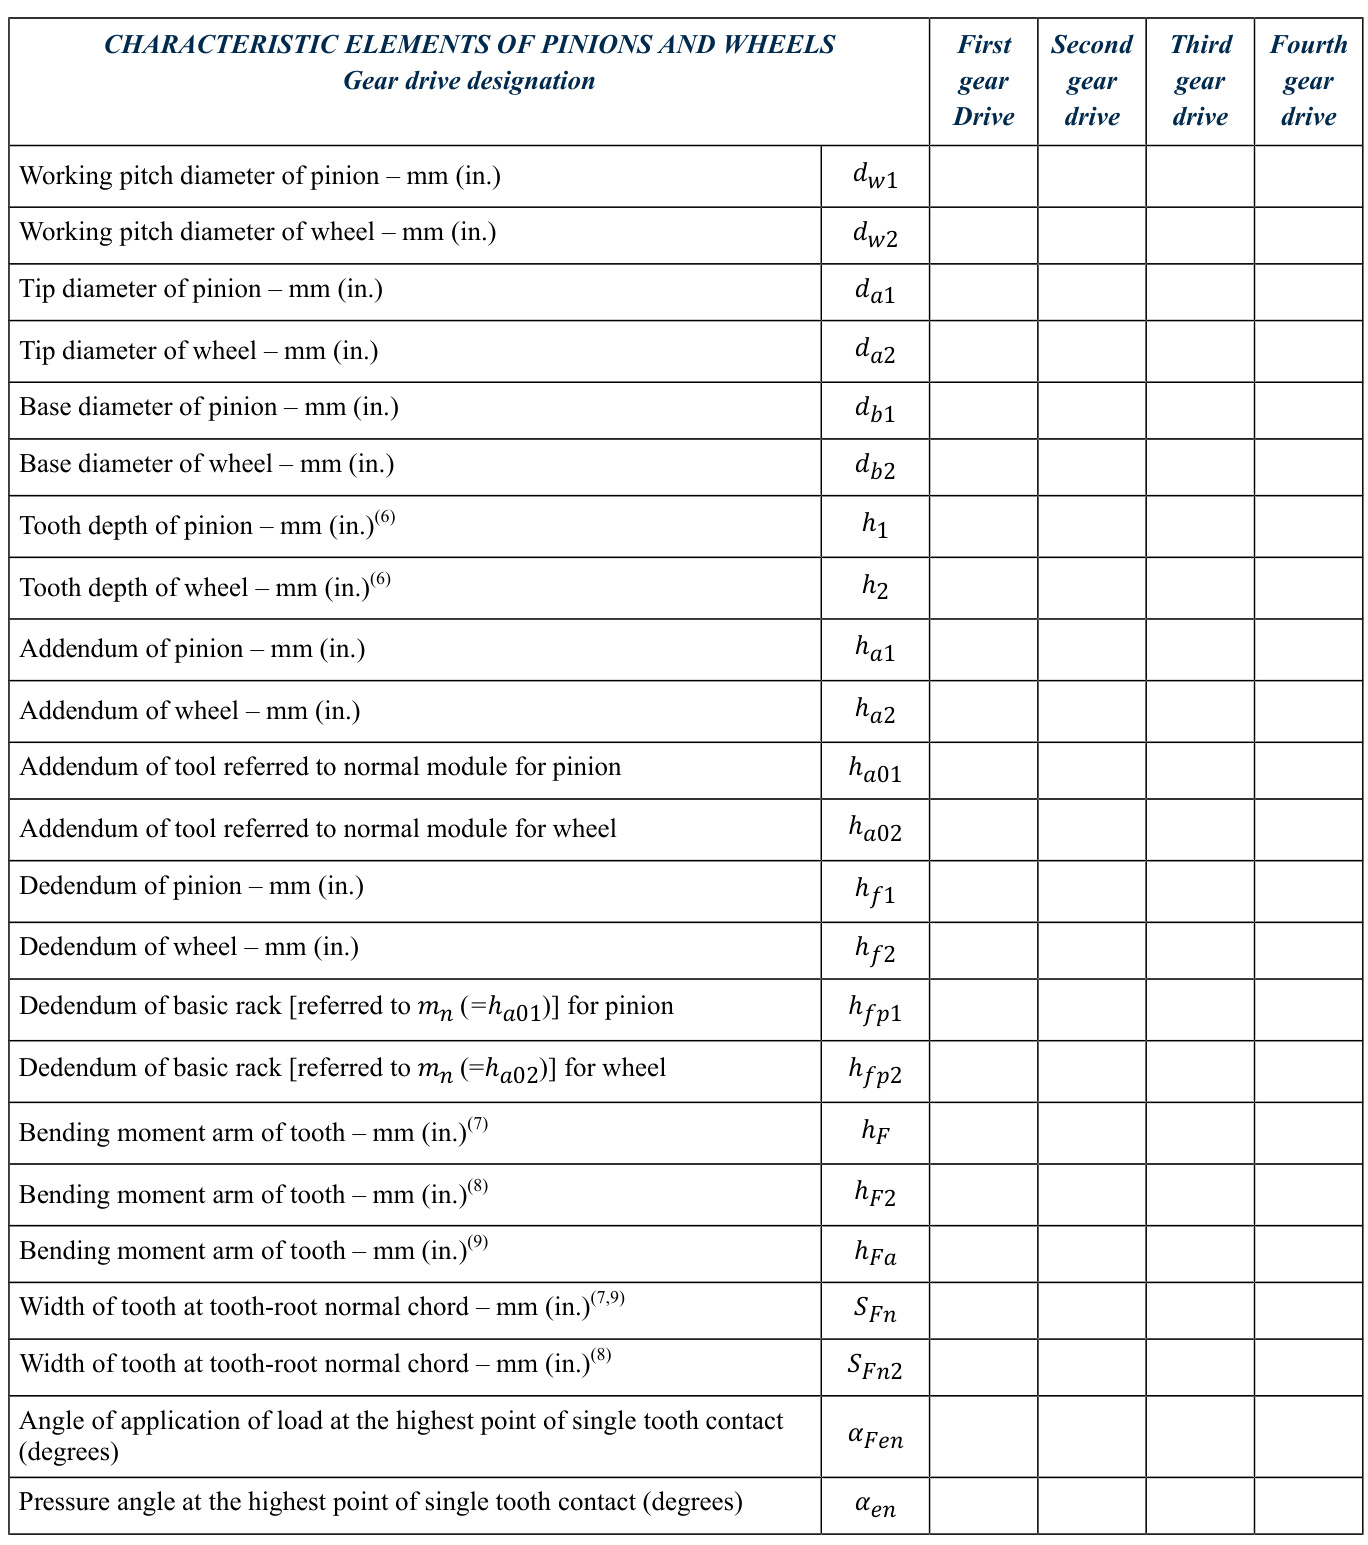 CHARACTERISTIC ELEMENTS OF PINIONS AND WHEELS
Gear drive designation
First gear Drive
Second gear drive
Third gear drive
Fourth gear drive
Working pitch diameter of pinion – mm (in.) d_{w1}
Working pitch diameter of wheel – mm (in.) d_{w2}
Tip diameter of pinion – mm (in.) d_{a1}
Tip diameter of wheel – mm (in.) d_{a2}
Base diameter of pinion – mm (in.) d_{b1}
Base diameter of wheel – mm (in.) d_{b2}
Tooth depth of pinion – mm (in.)^{(6)} h_1
Tooth depth of wheel – mm (in.)^{(6)} h_2
Addendum of pinion – mm (in.) h_{a1}
Addendum of wheel – mm (in.) h_{a2}
Addendum of tool referred to normal module for pinion h_{a01}
Addendum of tool referred to normal module for wheel h_{a02}
Dedendum of pinion – mm (in.) h_{f1}
Dedendum of wheel – mm (in.) h_{f2}
Dedendum of basic rack [referred to m_n (=h_{a01})] for pinion h_{fp1}
Dedendum of basic rack [referred to m_n (=h_{a02})] for wheel h_{fp2}
Bending moment arm of tooth – mm (in.)^{(7)} h_F
Bending moment arm of tooth – mm (in.)^{(8)} h_{F2}
Bending moment arm of tooth – mm (in.)^{(9)} h_{Fa}
Width of tooth at tooth-root normal chord – mm (in.)^{(7,9)} S_{Fn}
Width of tooth at tooth-root normal chord – mm (in.)^{(8)} S_{Fn2}
Angle of application of load at the highest point of single tooth contact
(degrees) α_{Fen}
Pressure angle at the highest point of single tooth contact (degrees) α_{en}